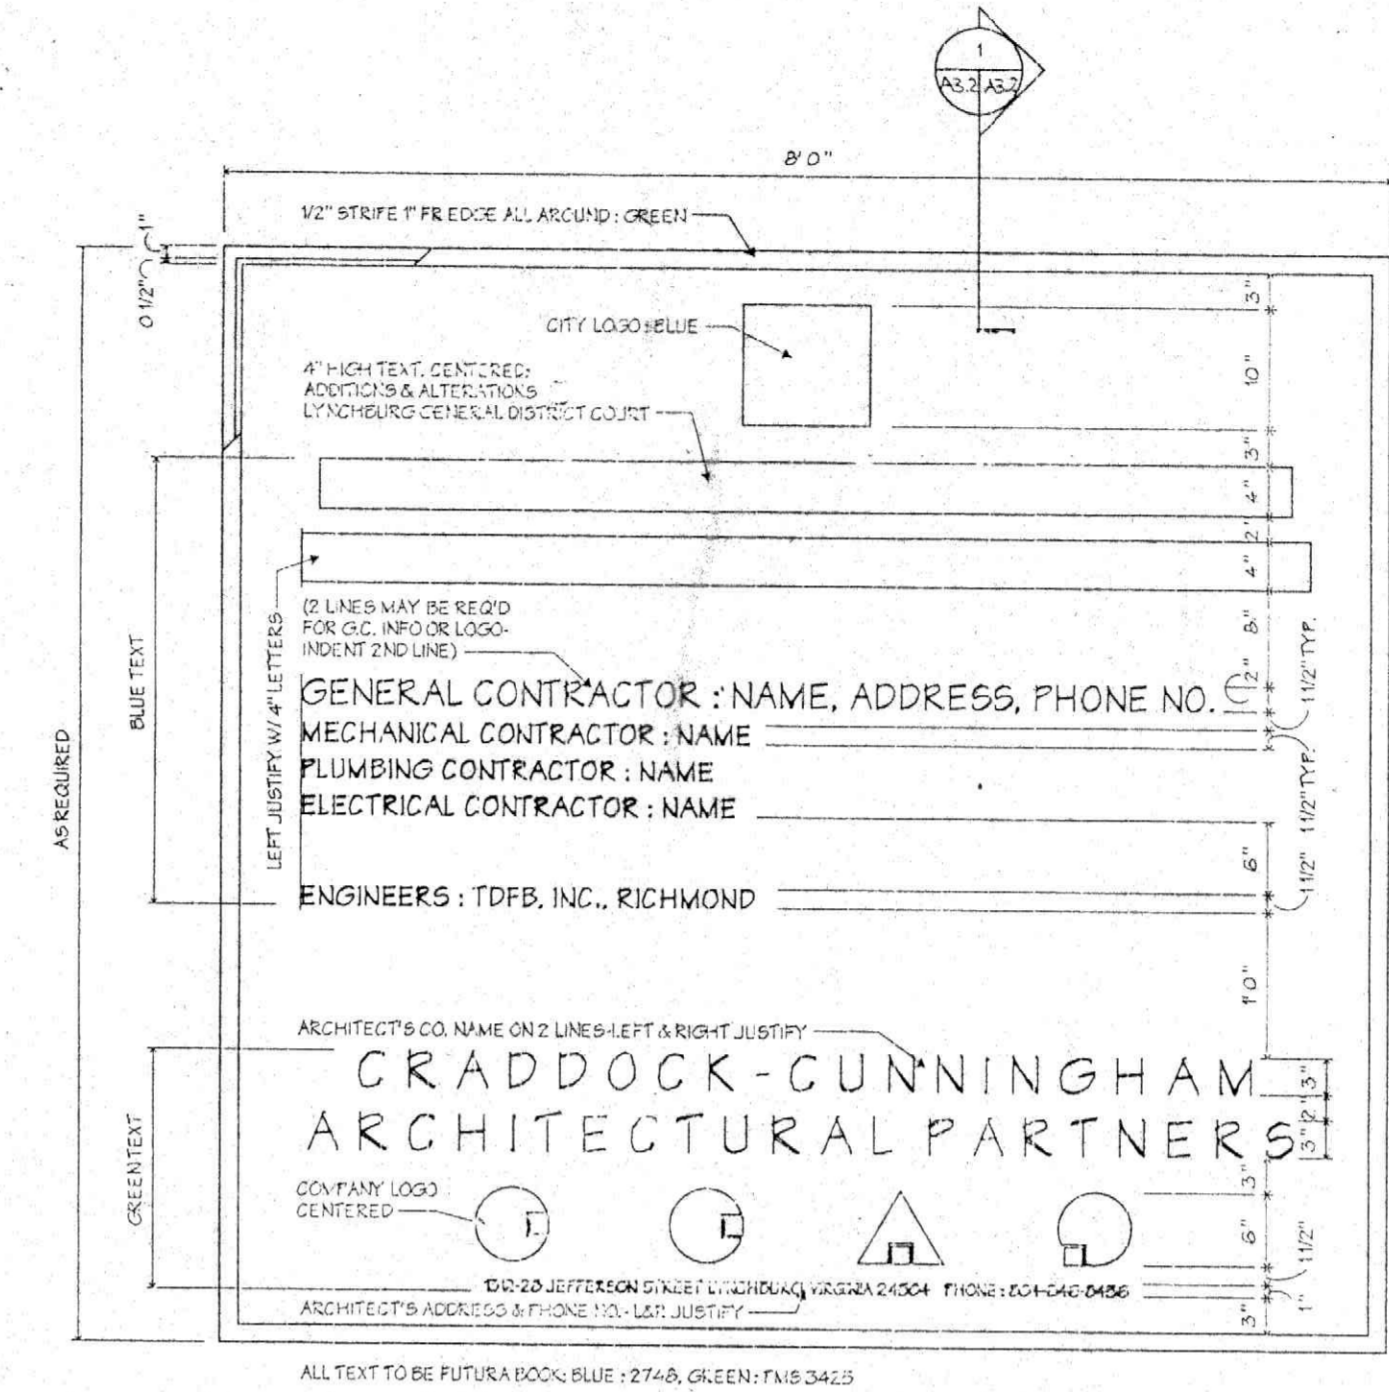 1
A3.2 A3.2
8'0"
1/2" STRIPE 1" FR EDGE ALL AROUND: GREEN
1"
0 1/2"
3"
CITY LOGO: BLUE
10"
4" HIGH TEXT, CENTERED:
ADDITIONS & ALTERATIONS
LYNCHBURG GENERAL DISTRICT COURT
3"
4"
2"
4"
LEFT JUSTIFY W/ 4" LETTERS
(2 LINES MAY BE REQ'D
FOR G.C. INFO OR LOGO-
INDENT 2ND LINE)
8"
BLUE TEXT
AS REQUIRED
GENERAL CONTRACTOR : NAME, ADDRESS, PHONE NO.
2"
1 1/2" TYP.
MECHANICAL CONTRACTOR : NAME
1 1/2" TYP.
PLUMBING CONTRACTOR : NAME
ELECTRICAL CONTRACTOR : NAME
6"
1 1/2"
ENGINEERS : TDFB, INC., RICHMOND
1'0"
ARCHITECT'S CO. NAME ON 2 LINES-LEFT & RIGHT JUSTIFY
CRADDOCK-CUNNINGHAM
3"
2"
ARCHITECTURAL PARTNERS
3"
GREEN TEXT
3"
COMPANY LOGO
CENTERED
6"
1 1/2"
JEFFERSON STREET LYNCHBURG, VIRGINIA 24504 PHONE :
1"
ARCHITECT'S ADDRESS & PHONE NO.- L&R JUSTIFY
3"
ALL TEXT TO BE FUTURA BOOK; BLUE : 2748, GREEN: 3425